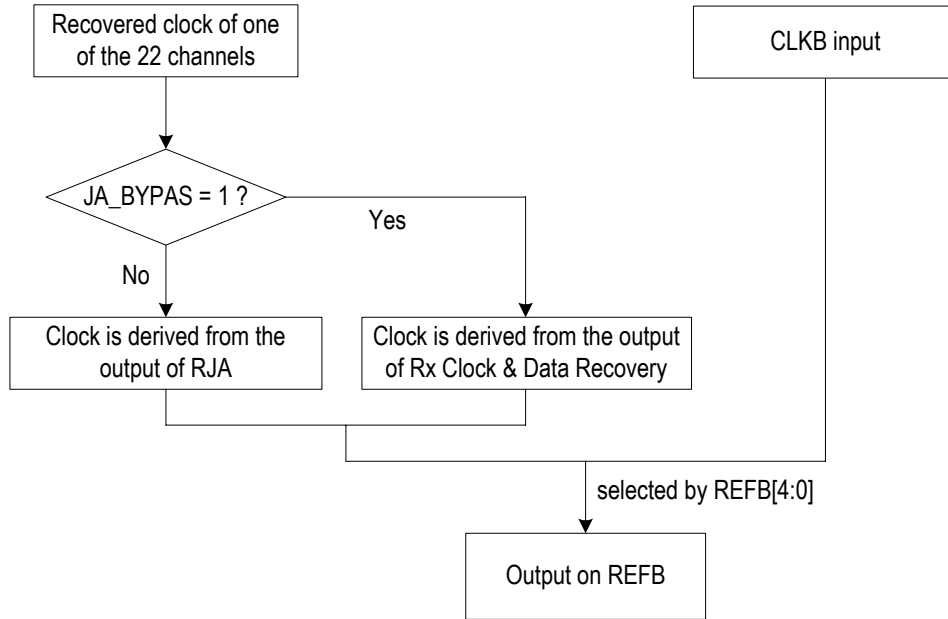 Recovered clock of one
of the 22 channels
CLKB input
JA_BYPAS = 1 ?
Yes
No
Clock is derived from the
output of RJA
Clock is derived from the output
of Rx Clock & Data Recovery
selected by REFB[4:0]
Output on REFB